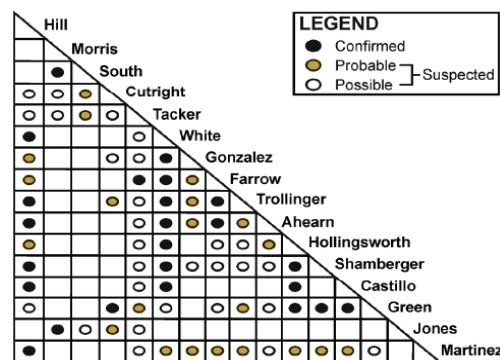 Hill
LEGEND
Morris
Confirmed
South
Probable
Suspected
Possible
Cutright
Tacker
White
Gonzalez
Farrow
Trollinger
Ahearn
Hollingsworth
Shamberger
Castillo
Green
Jones
Martinez